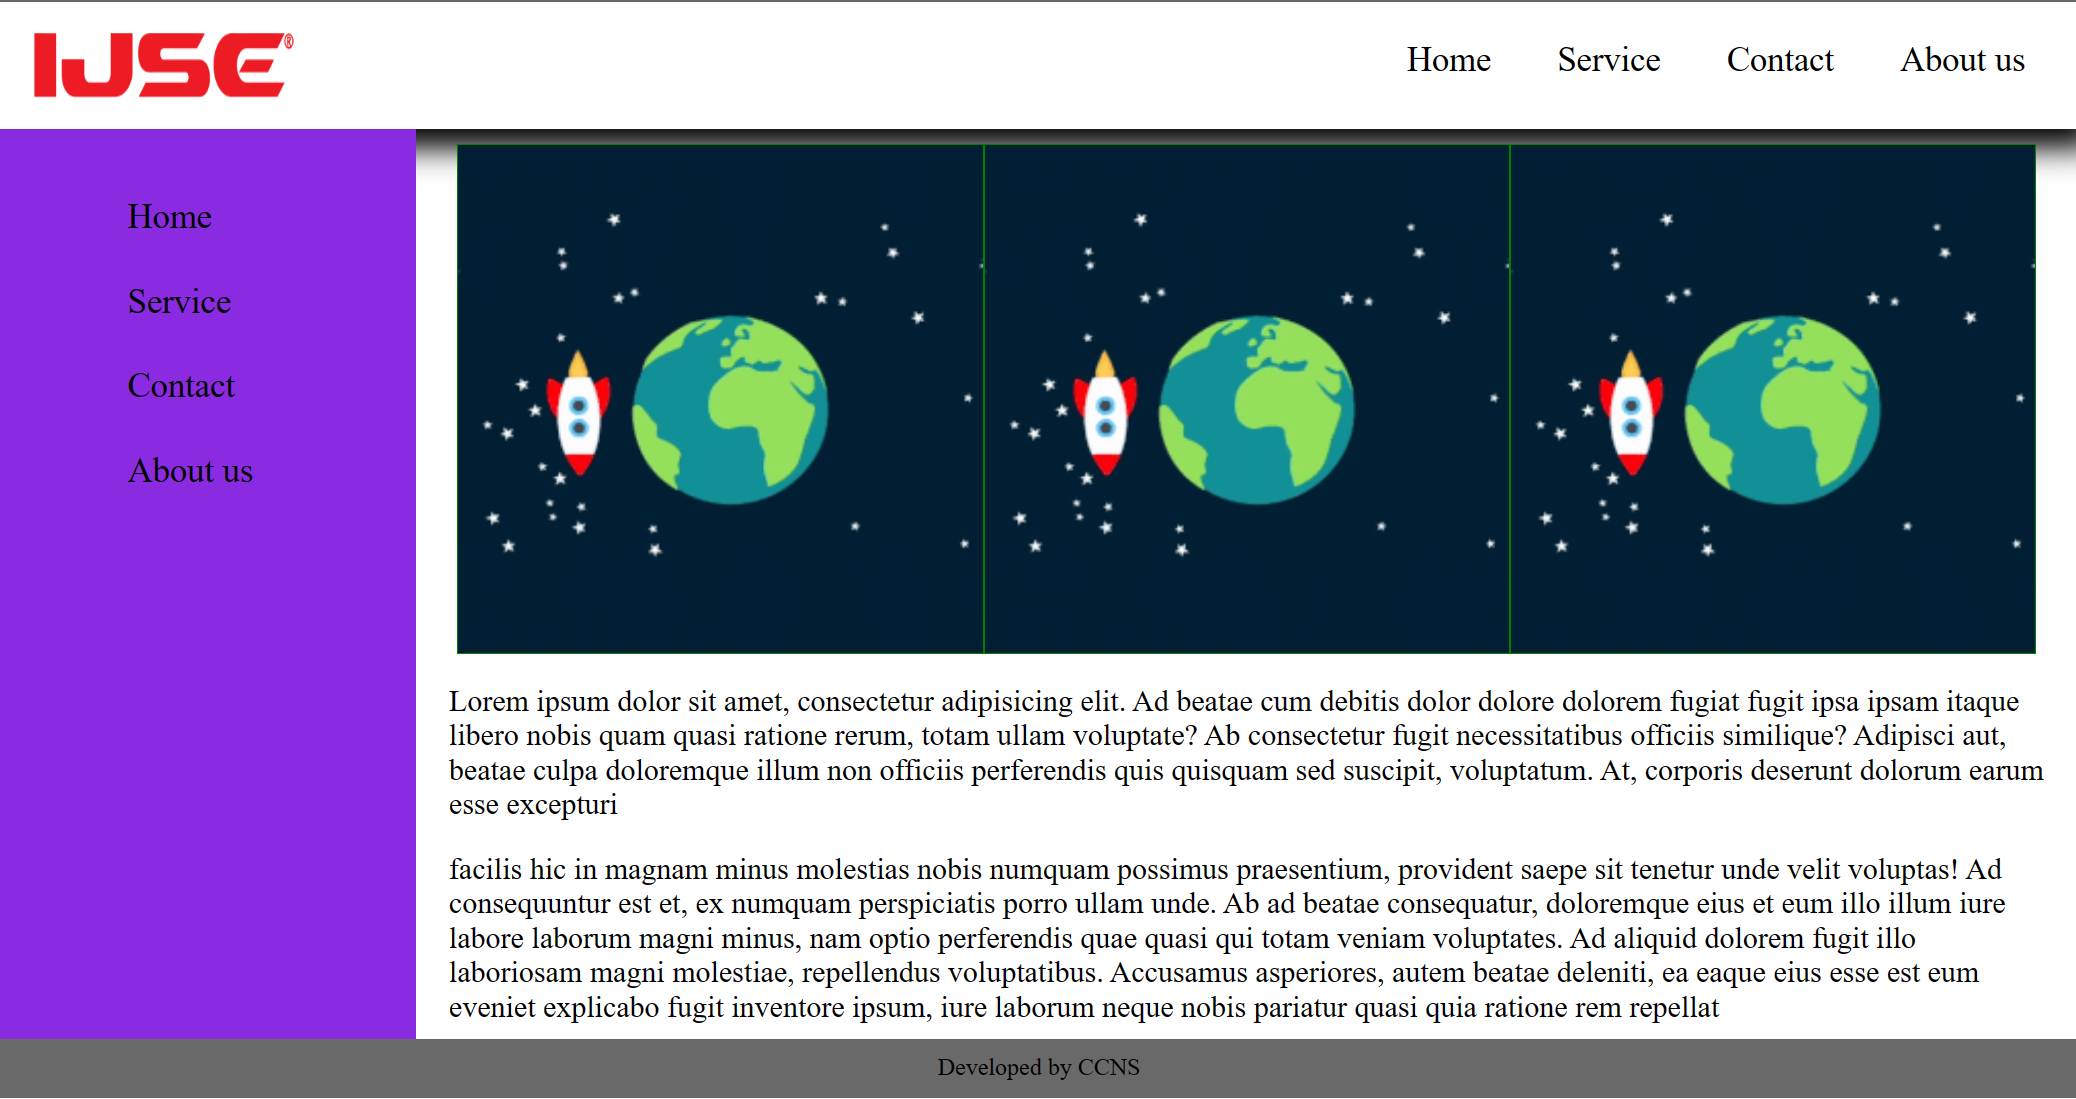 IJSE®
Home Service Contact About us
Home
Service
Contact
About us
Lorem ipsum dolor sit amet, consectetur adipisicing elit. Ad beatae cum debitis dolor dolore dolorem fugiat fugit ipsa ipsam itaque
libero nobis quam quasi ratione rerum, totam ullam voluptate? Ab consectetur fugit necessitatibus officiis similique? Adipisci aut,
beatae culpa doloremque illum non officiis perferendis quis quisquam sed suscipit, voluptatum. At, corporis deserunt dolorum earum
esse excepturi
facilis hic in magnam minus molestias nobis numquam possimus praesentium, provident saepe sit tenetur unde velit voluptas! Ad
consequuntur est et, ex numquam perspiciatis porro ullam unde. Ab ad beatae consequatur, doloremque eius et eum illo illum iure
labore laborum magni minus, nam optio perferendis quae quasi qui totam veniam voluptates. Ad aliquid dolorem fugit illo
laboriosam magni molestiae, repellendus voluptatibus. Accusamus asperiores, autem beatae deleniti, ea eaque eius esse est eum
eveniet explicabo fugit inventore ipsum, iure laborum neque nobis pariatur quasi quia ratione rem repellat
Developed by CCNS